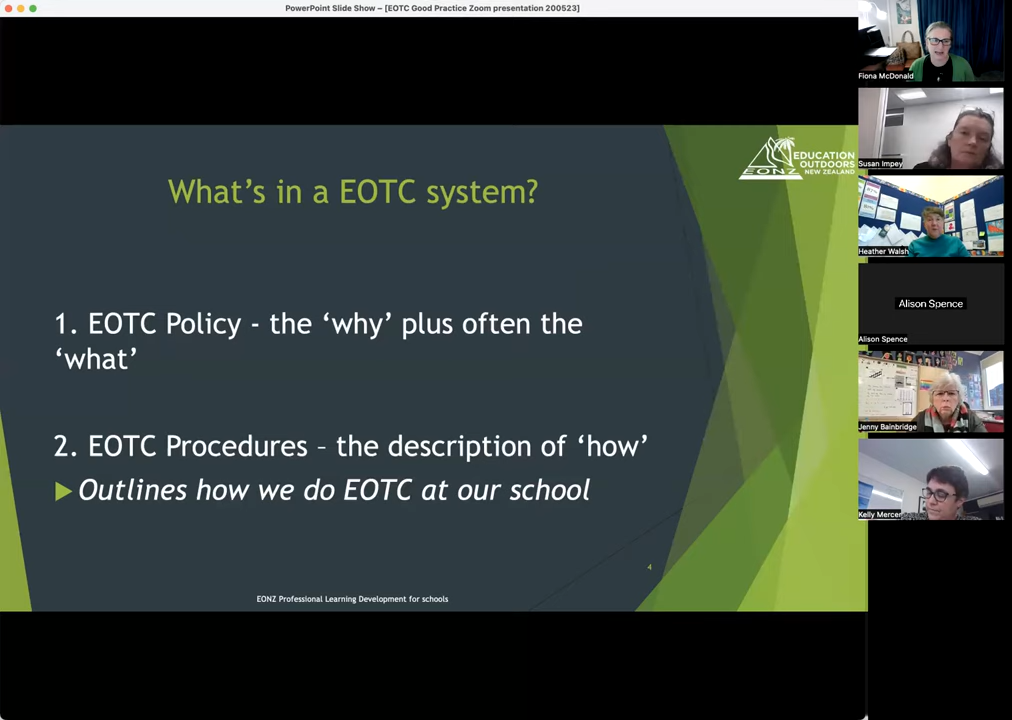 PowerPoint Slide Show – [EOTC Good Practice Zoom presentation 200523]
What's in a EOTC system?
EONZ
EDUCATION
OUTDOORS
NEW ZEALAND
1. EOTC Policy - the 'why' plus often the
'what'
2. EOTC Procedures – the description of 'how'
Outlines how we do EOTC at our school
4
EONZ Professional Learning Development for schools
Fiona McDonald
Susan Impey
Heather Walsh
Alison Spence
Alison Spence
Jenny Bainbridge
Kelly Mercer